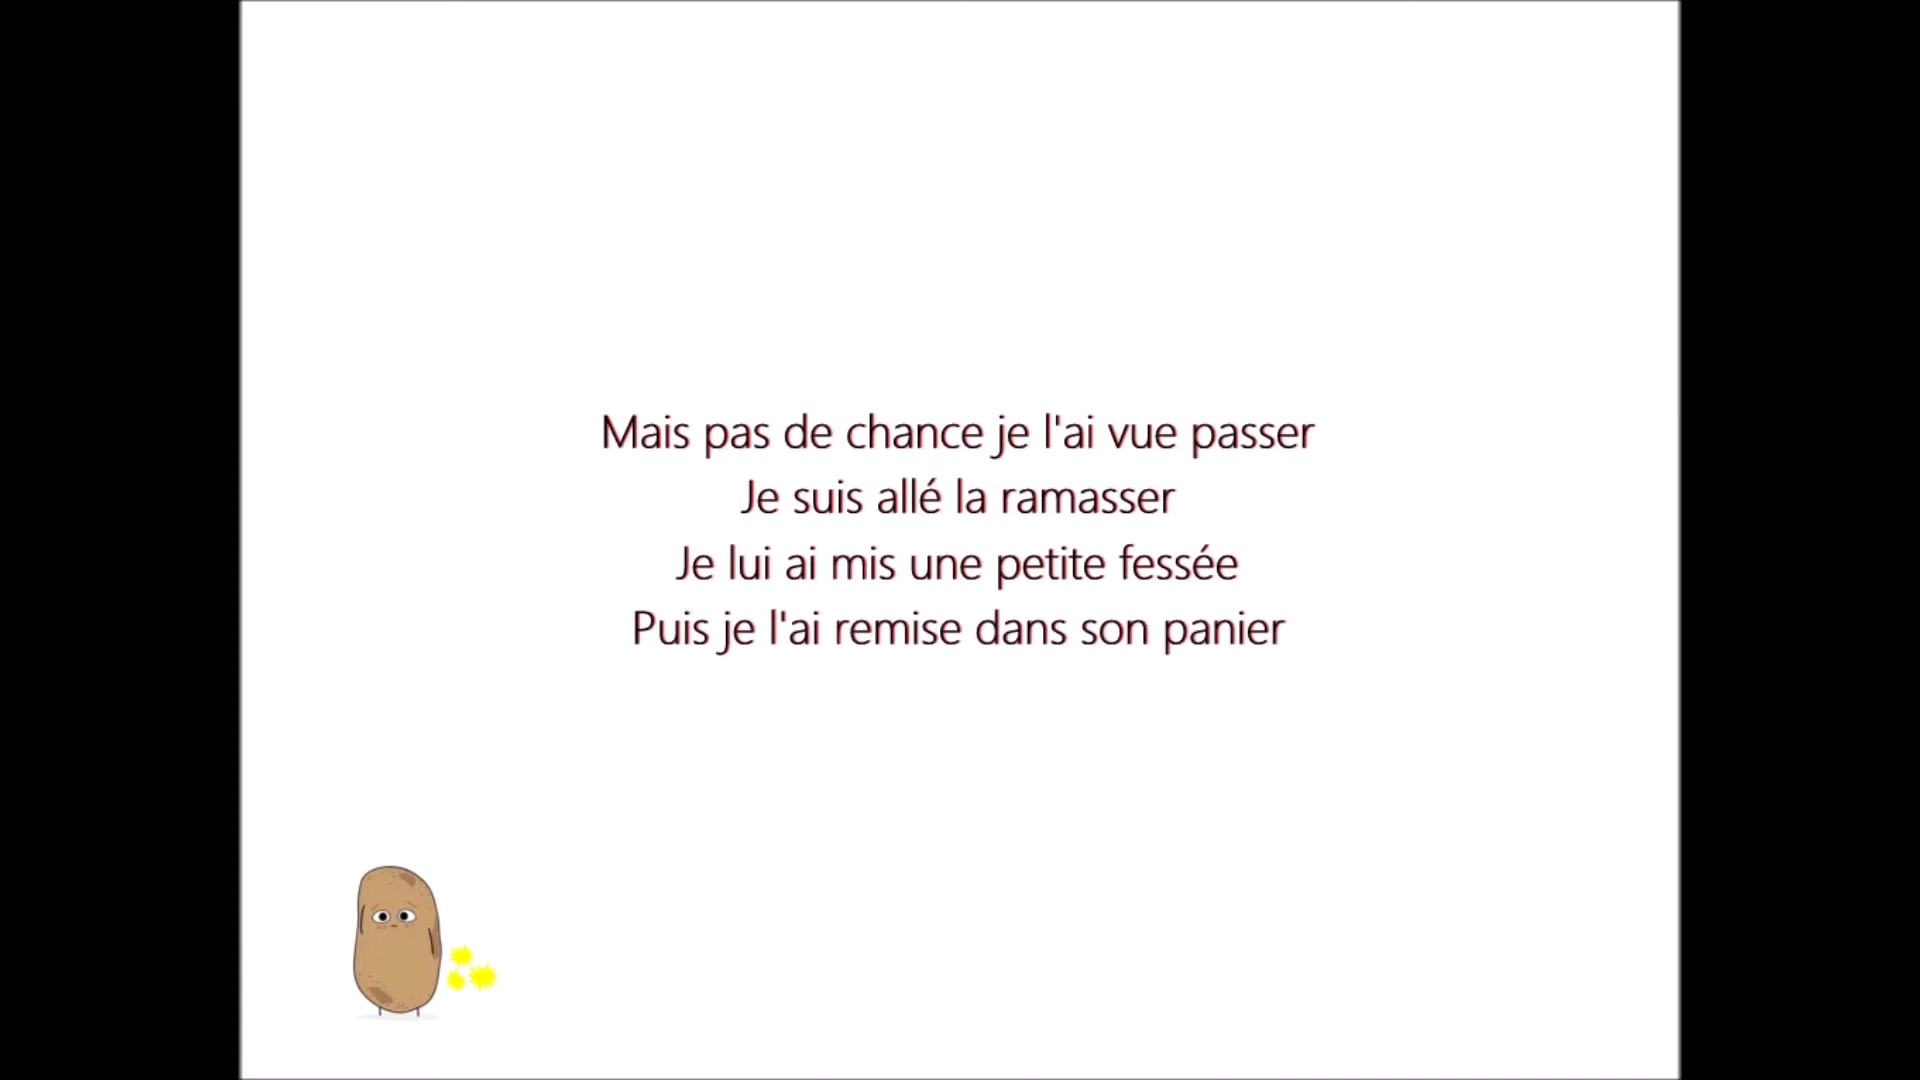 Mais pas de chance je l'ai vue passer
Je suis allé la ramasser
Je lui ai mis une petite fessée
Puis je l'ai remise dans son panier